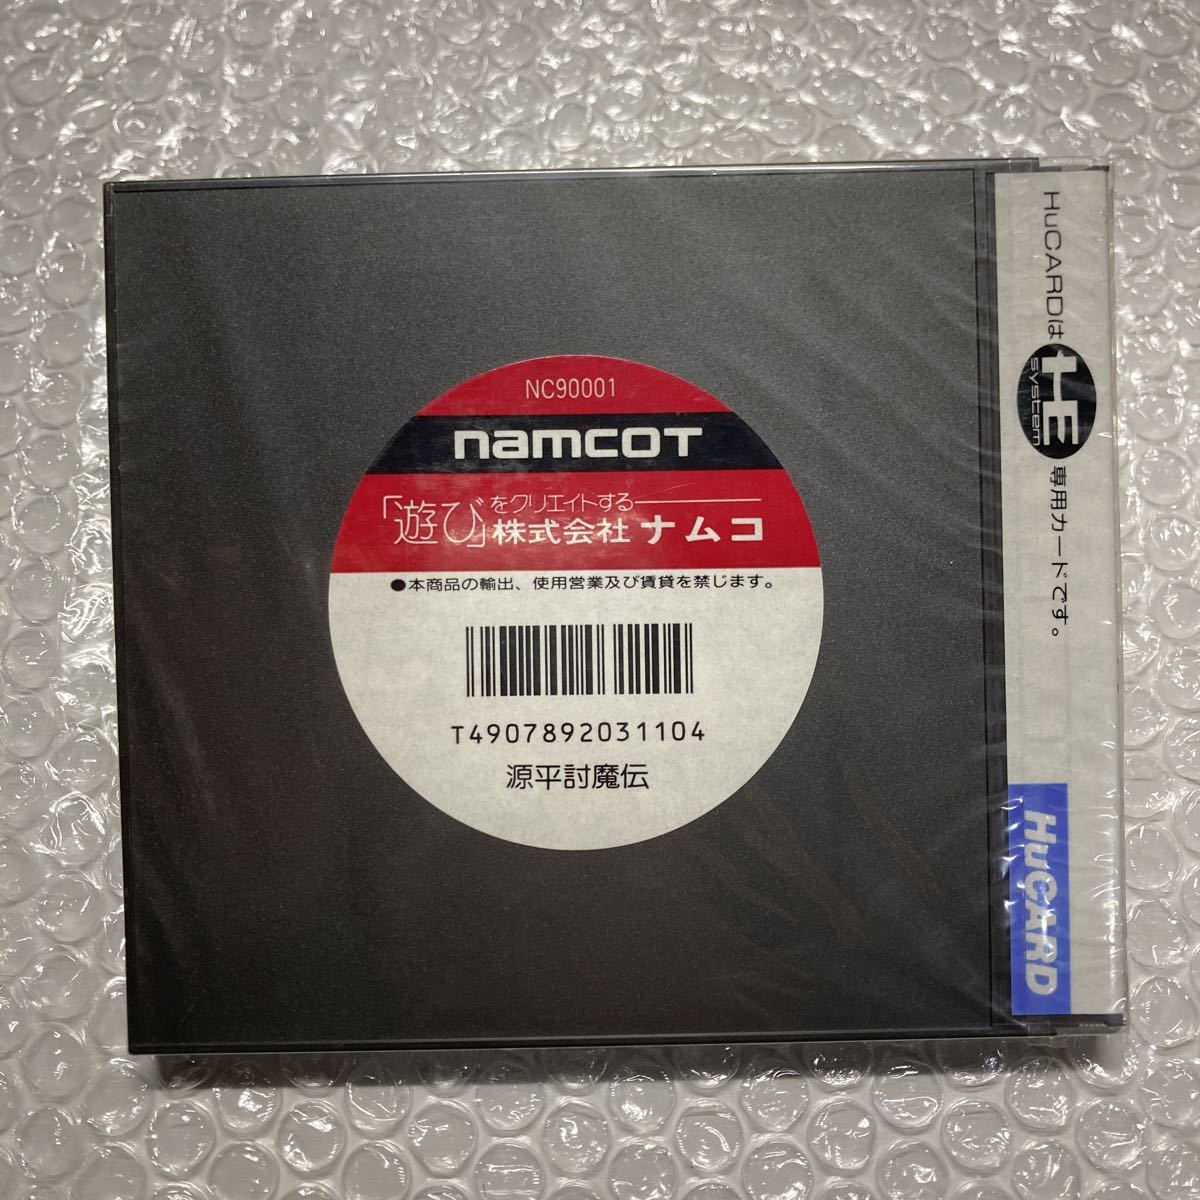 NC90001
namcoT
「遊び」をクリエイトする
株式会社 ナムコ
●本商品の輸出、使用営業及び賃貸を禁じます。
T4907892031104
源平討魔伝
HuCARDは HE system 専用カードです。
HuCARD